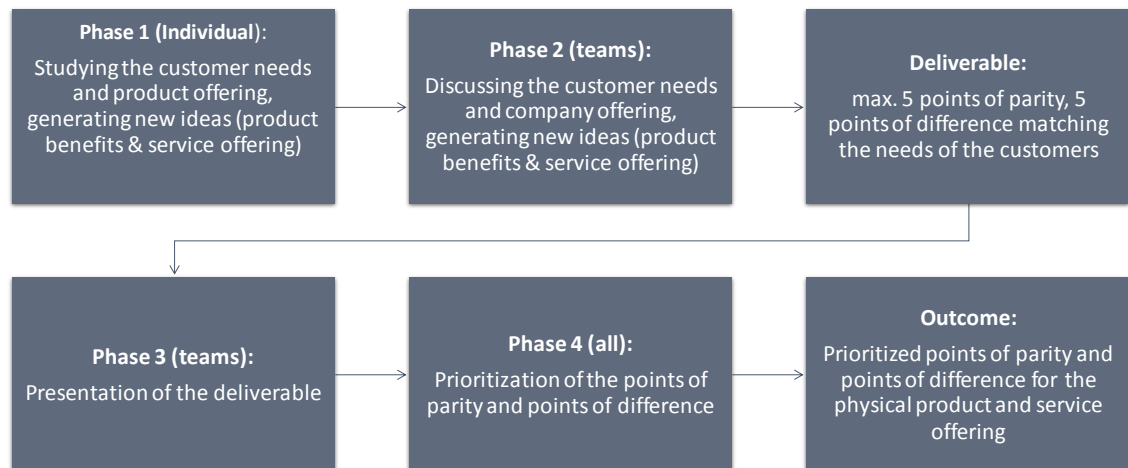 Phase 1 (Individual):
Studying the customer needs
and product offering,
generating new ideas (product
benefits & service offering)
Phase 2 (teams):
Discussing the customer needs
and company offering,
generating new ideas (product
benefits & service offering)
Deliverable:
max. 5 points of parity, 5
points of difference matching
the needs of the customers
Phase 3 (teams):
Presentation of the deliverable
Phase 4 (all):
Prioritization of the points of
parity and points of difference
Outcome:
Prioritized points of parity and
points of difference for the
physical product and service
offering